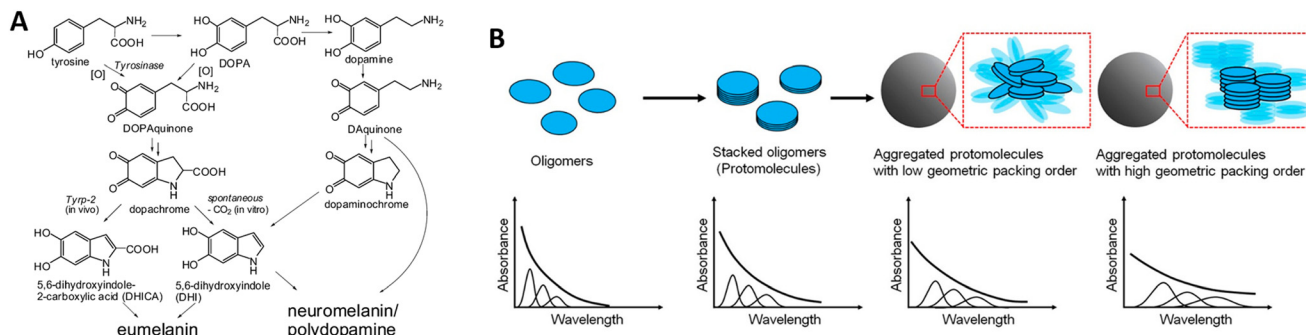 A
tyrosine
HO
NH2
COOH
HO
HO
NH2
COOH
DOPA
HO
HO
NH2
dopamine
[O]
Tyrosinase
[O]
O
O
NH2
COOH
DOPAquinone
O
O
NH2
DAquinone
O
O
COOH
N
H
dopachrome
O
O
N
H
dopaminochrome
Tyrp-2
(in vivo)
spontaneous
- CO2 (in vitro)
HO
HO
COOH
N
H
5,6-dihydroxyindole-
2-carboxylic acid (DHICA)
HO
HO
N
H
5,6-dihydroxyindole
(DHI)
eumelanin
neuromelanin/
polydopamine
B
Oligomers
Stacked oligomers
(Protomolecules)
Aggregated protomolecules
with low geometric packing order
Aggregated protomolecules
with high geometric packing order
Absorbance
Wavelength
Absorbance
Wavelength
Absorbance
Wavelength
Absorbance
Wavelength